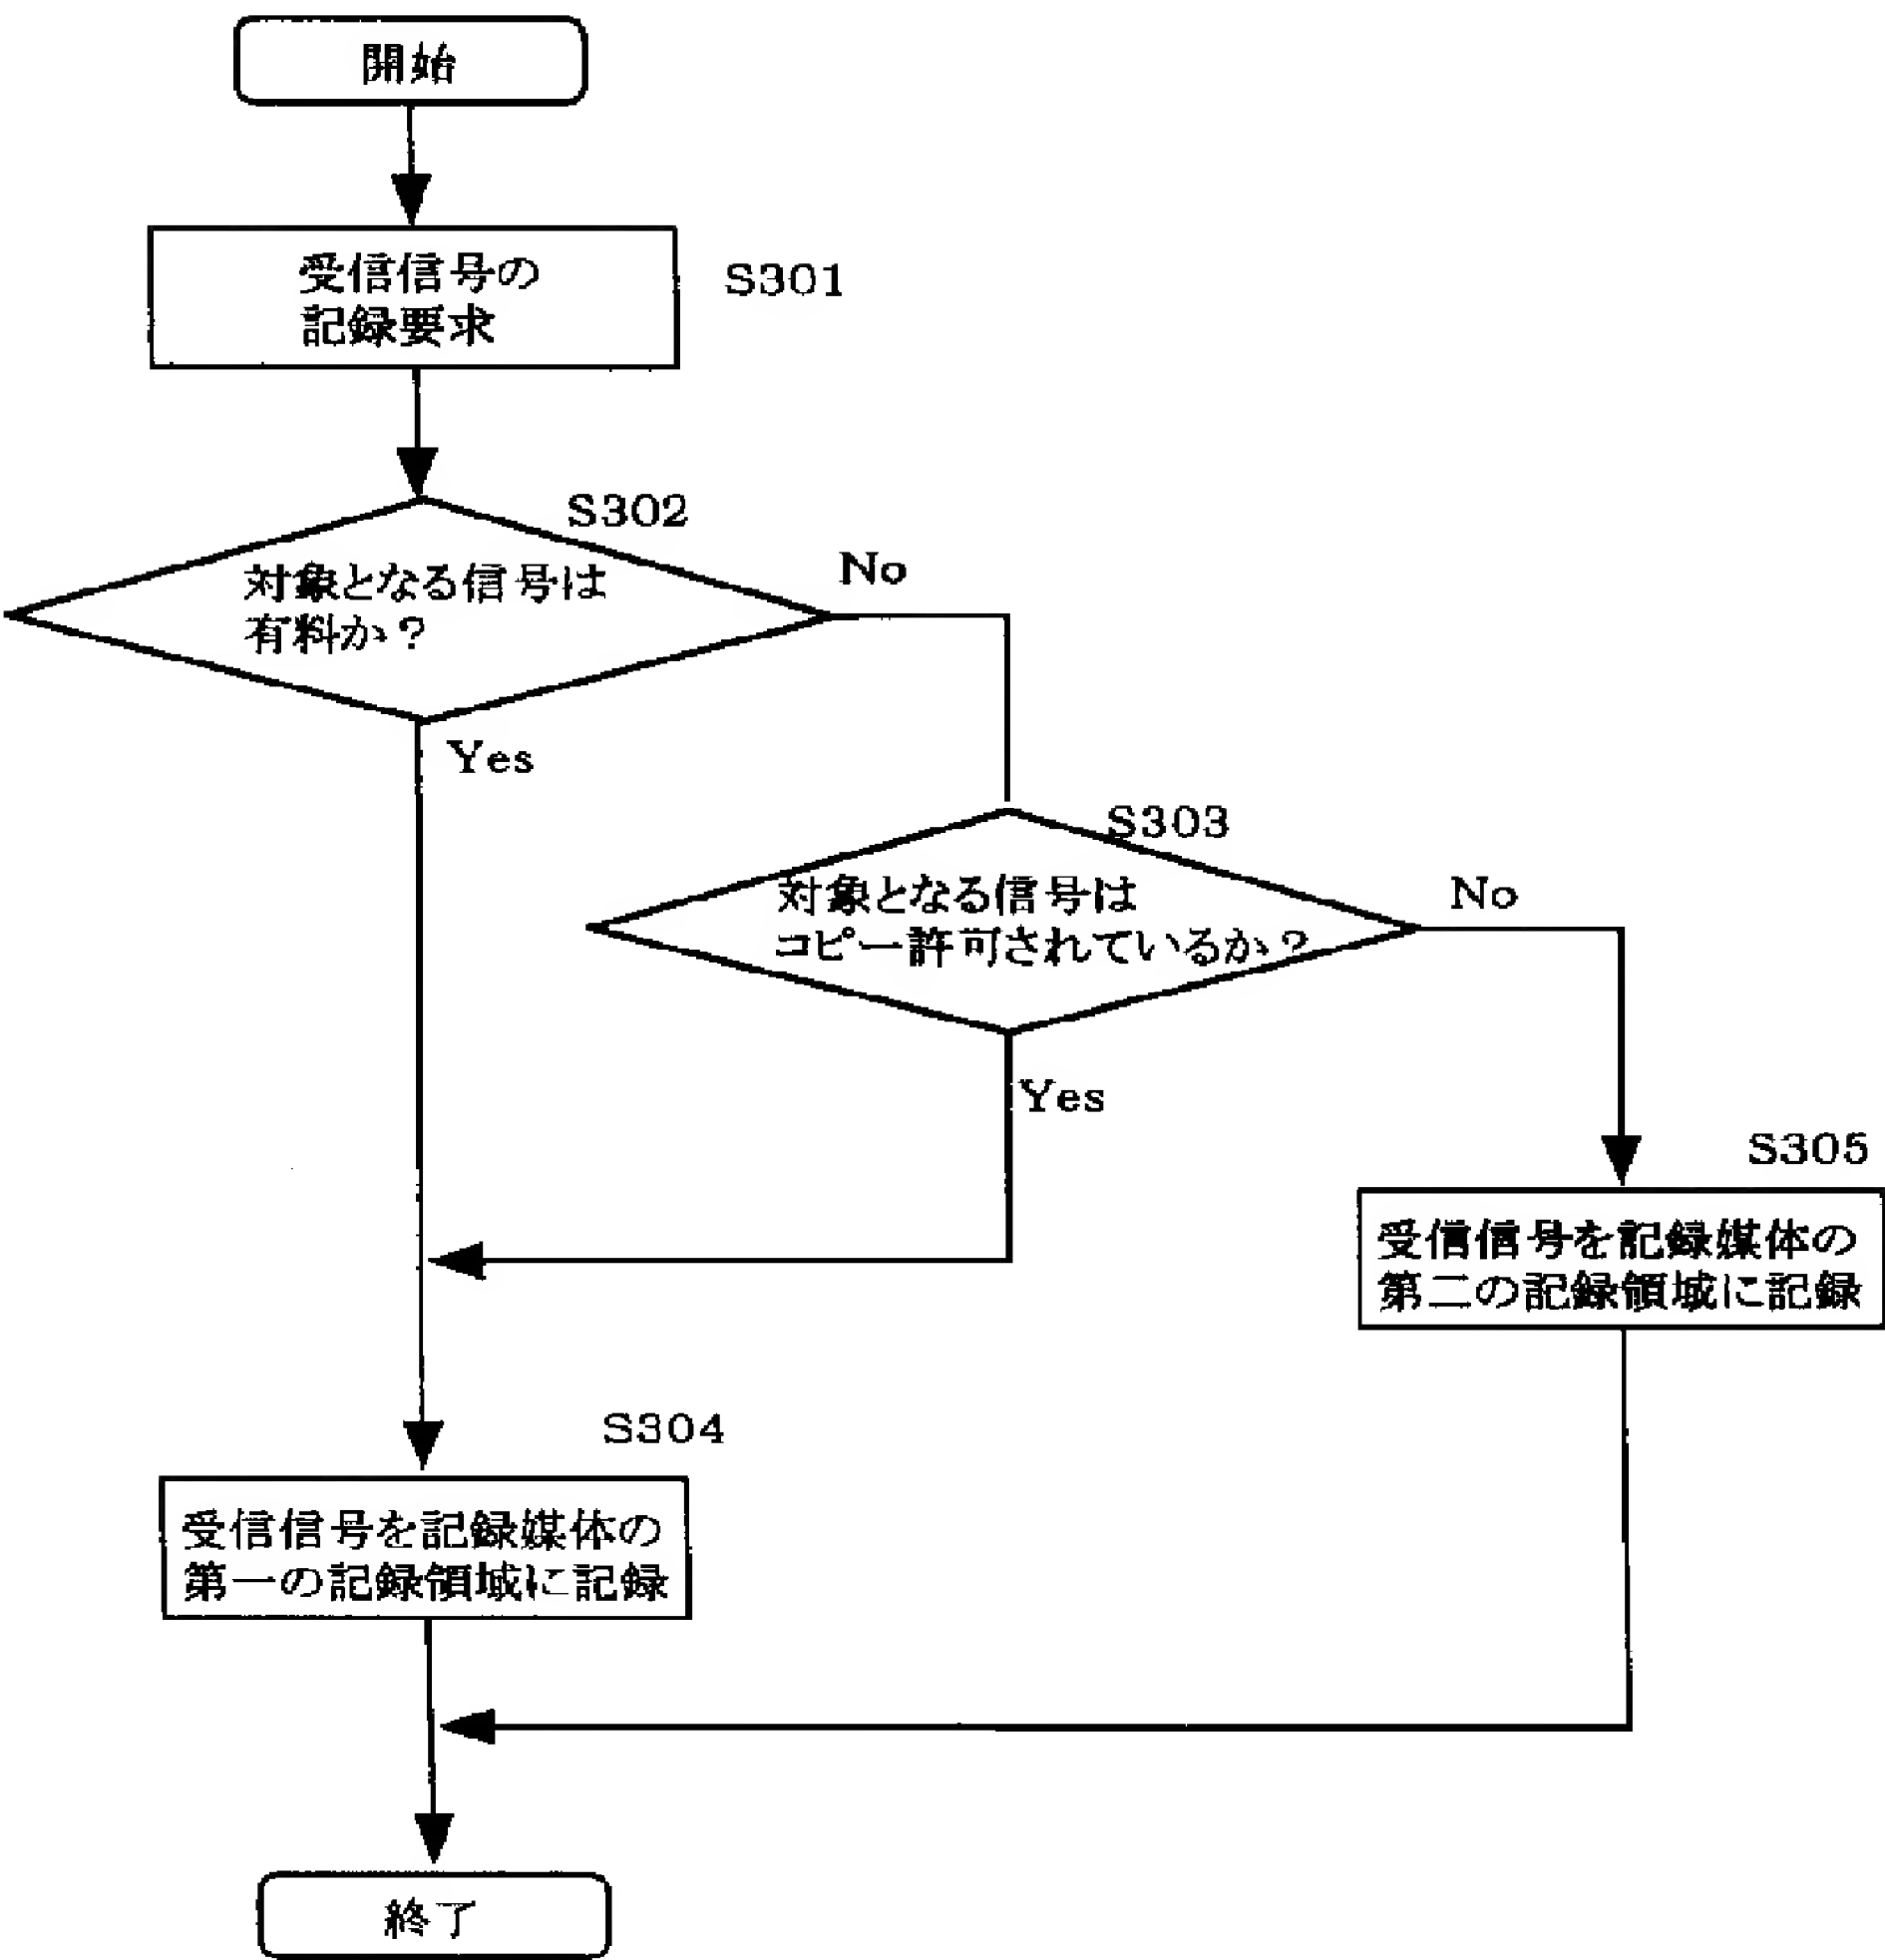 開始
受信信号の
記録要求
S301
S302
対象となる信号は
有料か？
No
Yes
S303
対象となる信号は
コピー許可されているか？
No
Yes
S305
受信信号を記録媒体の
第二の記録領域に記録
S304
受信信号を記録媒体の
第一の記録領域に記録
終了